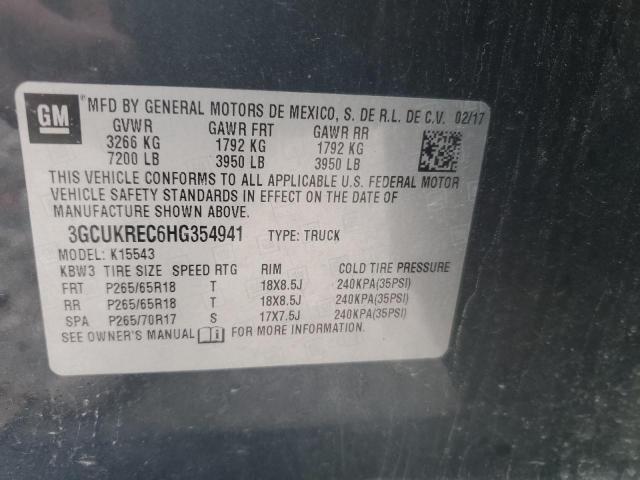 GM
MFD BY GENERAL MOTORS DE MEXICO, S. DE R.L. DE C.V. 02/17
GVWR GAWR FRT GAWR RR
3266 KG 1792 KG 1792 KG
7200 LB 3950 LB 3950 LB
THIS VEHICLE CONFORMS TO ALL APPLICABLE U.S. FEDERAL MOTOR
VEHICLE SAFETY STANDARDS IN EFFECT ON THE DATE OF
MANUFACTURE SHOWN ABOVE.
3GCUKREC6HG354941 TYPE: TRUCK
MODEL: K15543
KBW3 TIRE SIZE SPEED RTG RIM COLD TIRE PRESSURE
FRT P265/65R18 T 18X8.5J 240KPA(35PSI)
RR P265/65R18 T 18X8.5J 240KPA(35PSI)
SPA P265/70R17 S 17X7.5J 240KPA(35PSI)
SEE OWNER'S MANUAL FOR MORE INFORMATION.